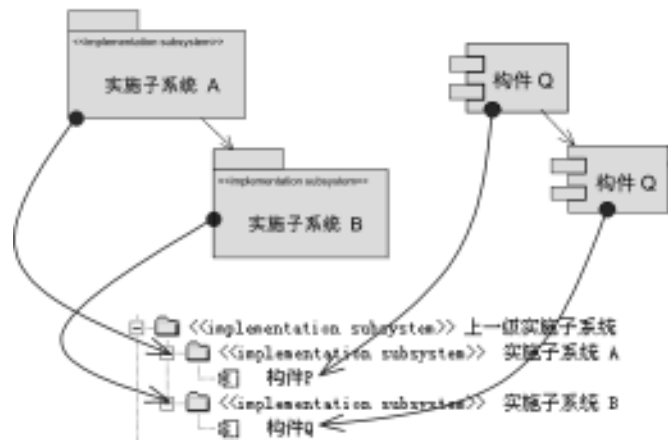 <<implementation subsystem>>
实施子系统 A
<<implementation subsystem>>
实施子系统 B
构件 Q
构件 Q
<<implementation subsystem>> 上一级实施子系统
<<implementation subsystem>> 实施子系统 A
构件P
<<implementation subsystem>> 实施子系统 B
构件Q